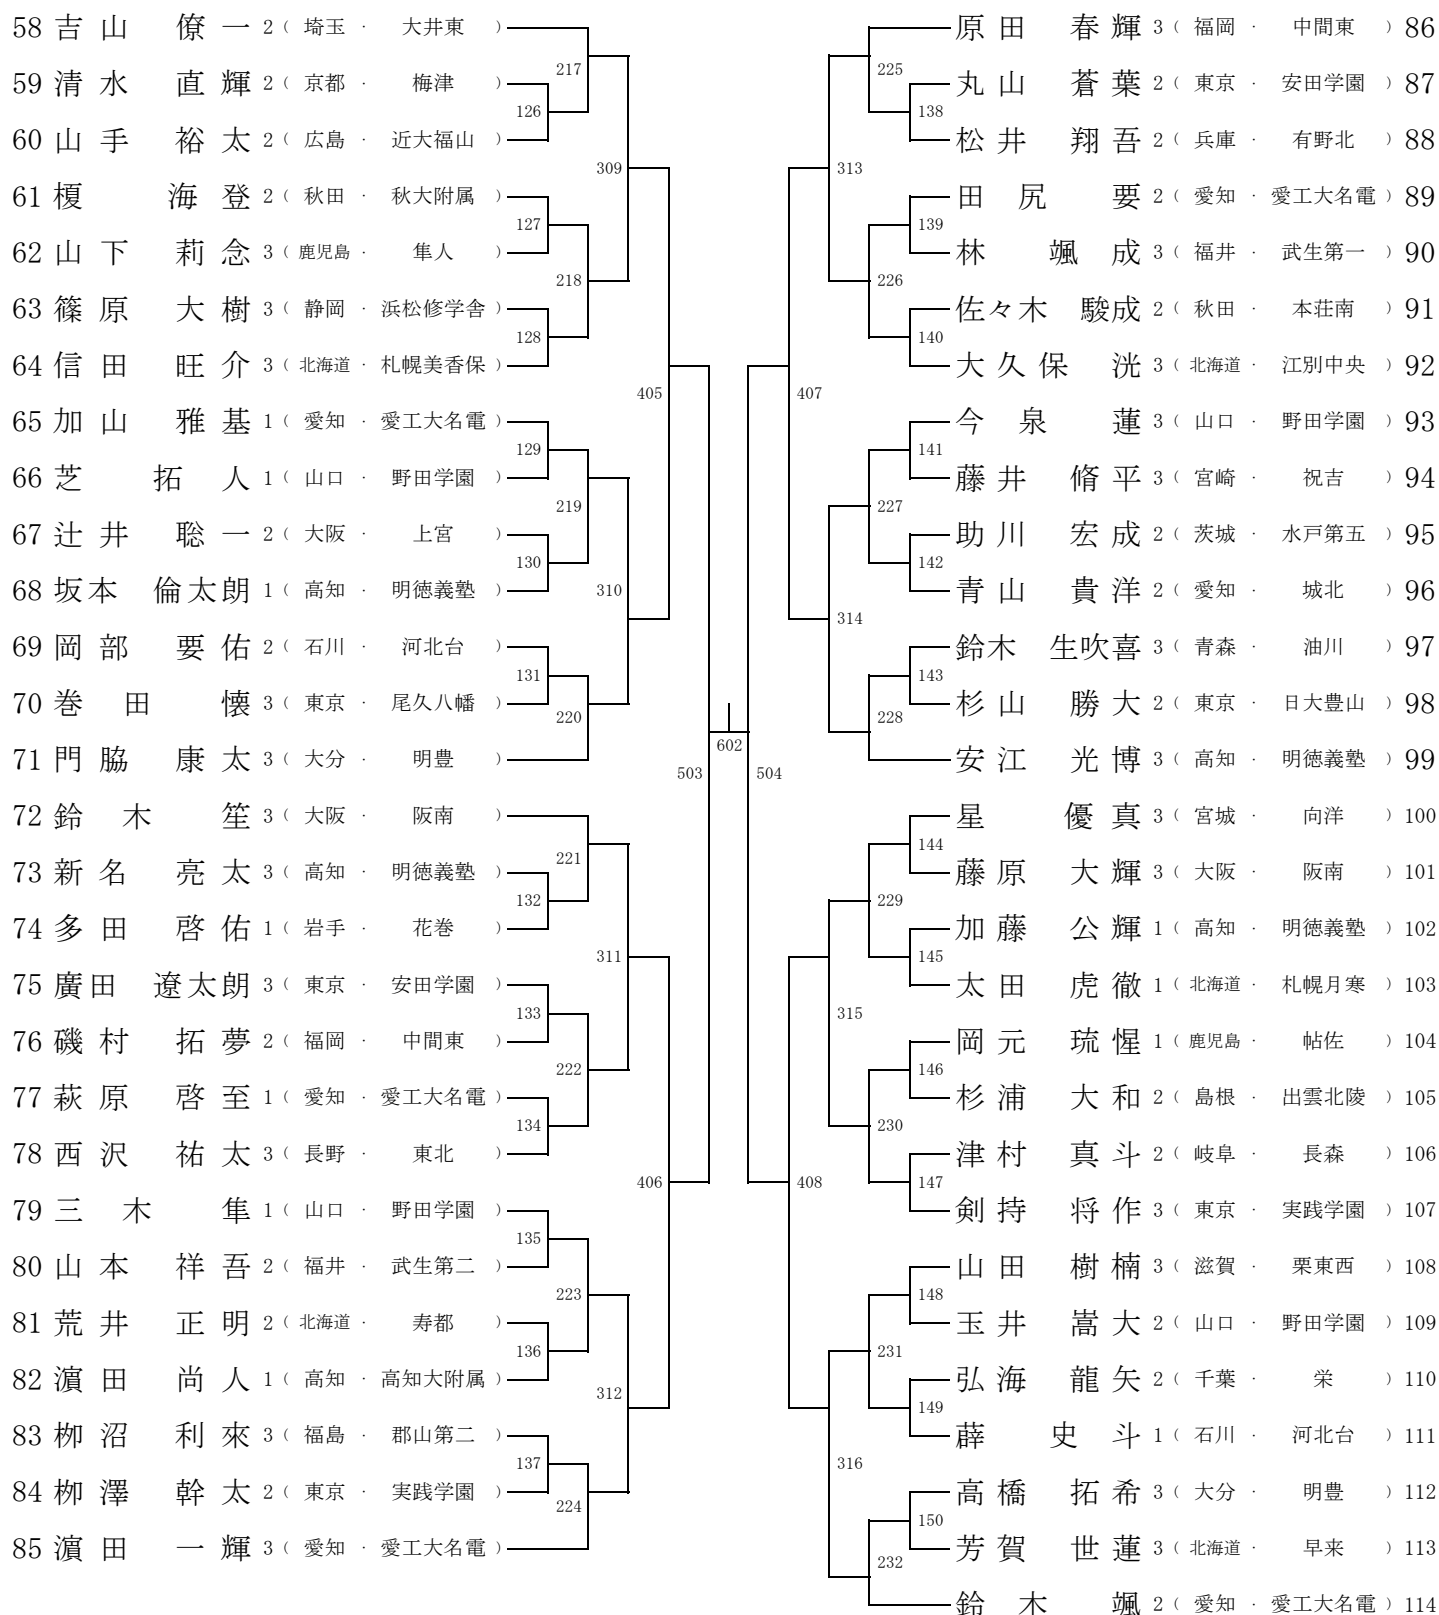 58 吉山 僚一 2（埼玉・大井東）
59 清水 直輝 2（京都・梅津）
60 山手 裕太 2（広島・近大福山）
61 榎 海登 2（秋田・秋大附属）
62 山下 莉念 3（鹿児島・隼人）
63 篠原 大樹 3（静岡・浜松修学舎）
64 信田 旺介 3（北海道・札幌美香保）
65 加山 雅基 1（愛知・愛工大名電）
66 芝 拓人 1（山口・野田学園）
67 辻井 聡一 2（大阪・上宮）
68 坂本 倫太朗 1（高知・明徳義塾）
69 岡部 要佑 2（石川・河北台）
70 巻田 懐 3（東京・尾久八幡）
71 門脇 康太 3（大分・明豊）
72 鈴木 笙 3（大阪・阪南）
73 新名 亮太 3（高知・明徳義塾）
74 多田 啓佑 1（岩手・花巻）
75 廣田 遼太朗 3（東京・安田学園）
76 磯村 拓夢 2（福岡・中間東）
77 萩原 啓至 1（愛知・愛工大名電）
78 西沢 祐太 3（長野・東北）
79 三木 隼 1（山口・野田学園）
80 山本 祥吾 2（福井・武生第二）
81 荒井 正明 2（北海道・寿都）
82 濵田 尚人 1（高知・高知大附属）
83 栁沼 利來 3（福島・郡山第二）
84 栁澤 幹太 2（東京・実践学園）
85 濵田 一輝 3（愛知・愛工大名電）
217
126
309
127
218
128
405
129
219
130
310
131
220
503
221
132
311
133
222
134
406
135
223
136
312
137
224
602
504
225
138
313
139
226
140
407
141
227
142
314
143
228
144
229
145
315
146
230
147
408
148
231
149
316
150
232
原田 春輝 3（福岡・中間東）86
丸山 蒼葉 2（東京・安田学園）87
松井 翔吾 2（兵庫・有野北）88
田尻 要 2（愛知・愛工大名電）89
林 颯成 3（福井・武生第一）90
佐々木 駿成 2（秋田・本荘南）91
大久保 洸 3（北海道・江別中央）92
今泉 蓮 3（山口・野田学園）93
藤井 脩平 3（宮崎・祝吉）94
助川 宏成 2（茨城・水戸第五）95
青山 貴洋 2（愛知・城北）96
鈴木 生吹喜 3（青森・油川）97
杉山 勝大 2（東京・日大豊山）98
安江 光博 3（高知・明徳義塾）99
星 優真 3（宮城・向洋）100
藤原 大輝 3（大阪・阪南）101
加藤 公輝 1（高知・明徳義塾）102
太田 虎徹 1（北海道・札幌月寒）103
岡元 琉惺 1（鹿児島・帖佐）104
杉浦 大和 2（島根・出雲北陵）105
津村 真斗 2（岐阜・長森）106
剣持 将作 3（東京・実践学園）107
山田 樹楠 3（滋賀・栗東西）108
玉井 嵩大 2（山口・野田学園）109
弘海 龍矢 2（千葉・栄）110
薜 史斗 1（石川・河北台）111
高橋 拓希 3（大分・明豊）112
芳賀 世蓮 3（北海道・早来）113
鈴木 颯 2（愛知・愛工大名電）114